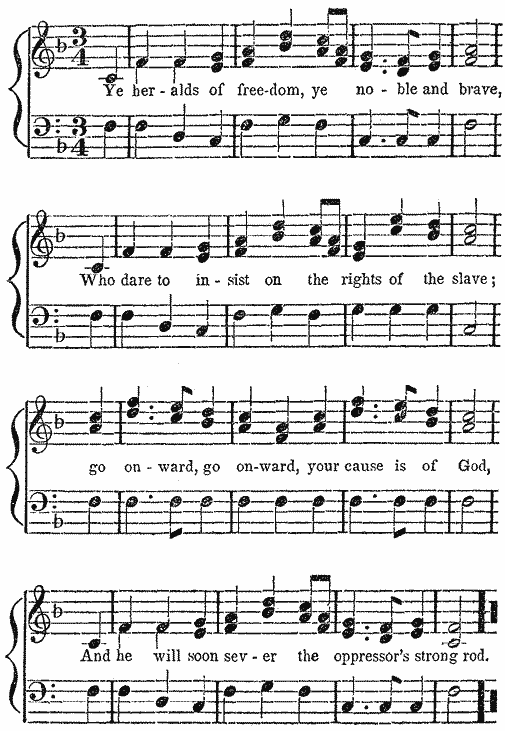 3
4
3
4
Ye her - alds of free-dom, ye no - ble and brave,
Who dare to in - sist on the rights of the slave;
go on - ward, go on-ward, your cause is of God,
And he will soon sev - er the oppressor's strong rod.